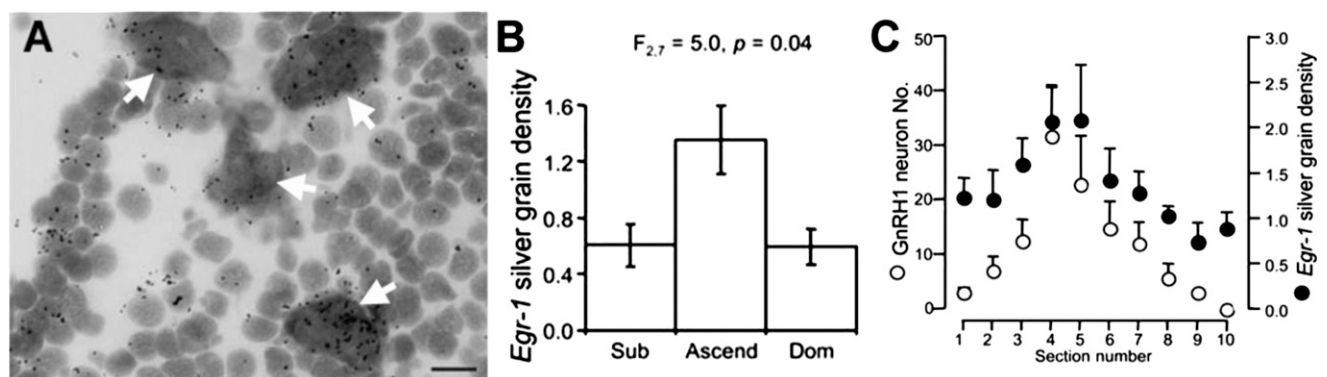 A
B
F2,7 = 5.0, p = 0.04
Egr-1 silver grain density
1.6
1.2
0.8
0.4
0.0
Sub Ascend Dom
C
GnRH1 neuron No.
50
40
30
20
10
0
3.0
2.5
2.0
1.5
1.0
0.5
0.0
Egr-1 silver grain density
1 2 3 4 5 6 7 8 9 10
Section number